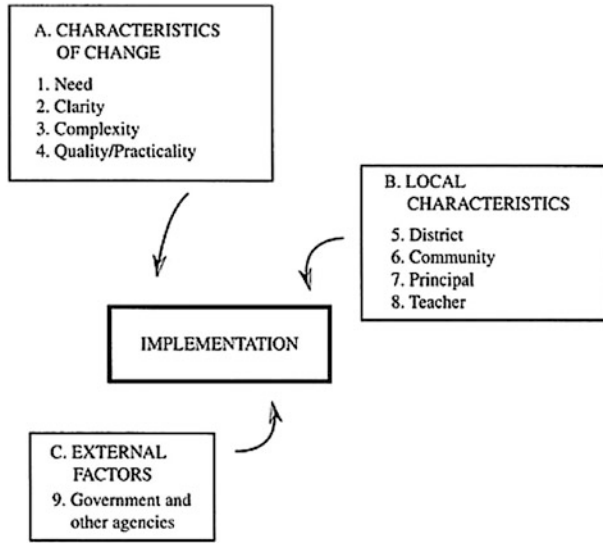 A. CHARACTERISTICS
OF CHANGE
1. Need
2. Clarity
3. Complexity
4. Quality/Practicality
B. LOCAL
CHARACTERISTICS
5. District
6. Community
7. Principal
8. Teacher
IMPLEMENTATION
C. EXTERNAL
FACTORS
9. Government and
other agencies